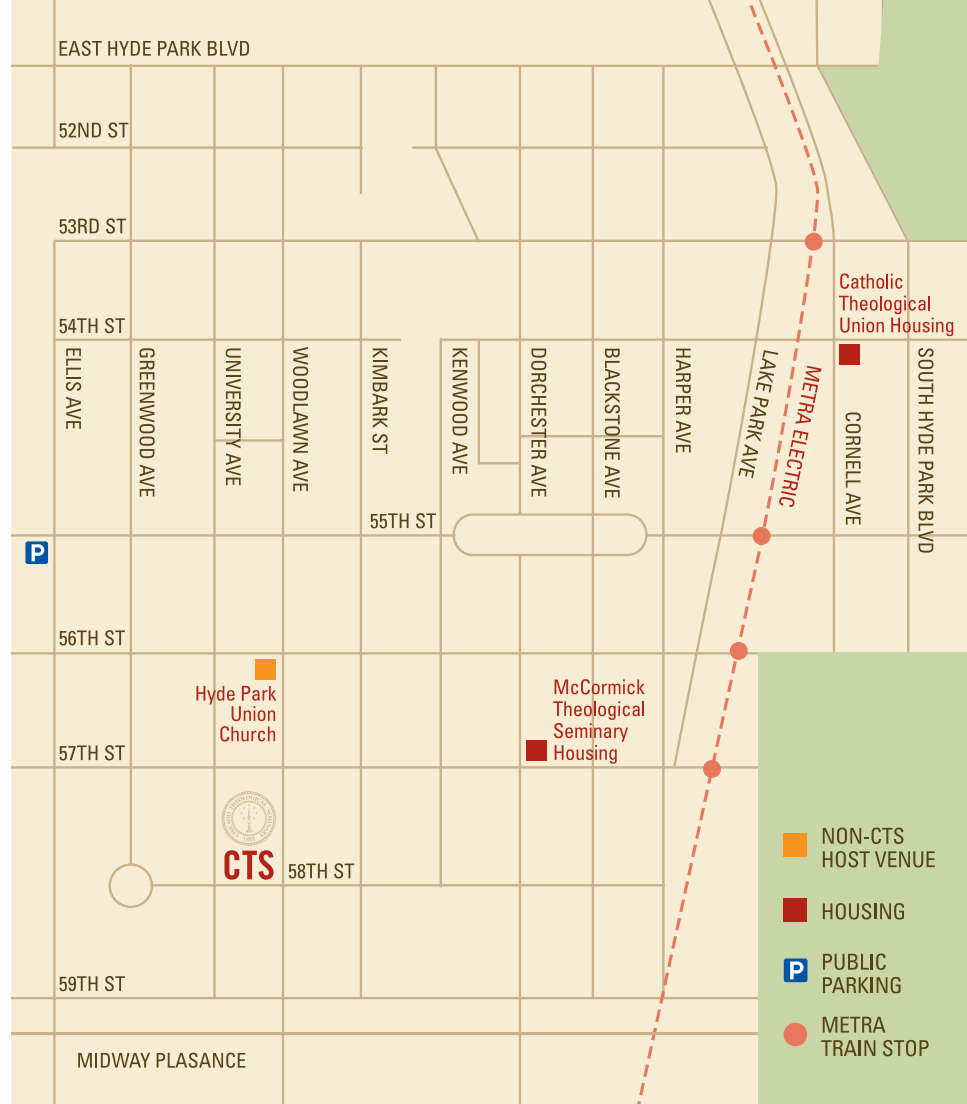 EAST HYDE PARK BLVD
52ND ST
53RD ST
Catholic
Theological
Union Housing
54TH ST
ELLIS AVE
GREENWOOD AVE
UNIVERSITY AVE
WOODLAWN AVE
KIMBARK ST
KENWOOD AVE
DORCHESTER AVE
BLACKSTONE AVE
HARPER AVE
LAKE PARK AVE
METRA ELECTRIC
CORNELL AVE
SOUTH HYDE PARK BLVD
55TH ST
P
56TH ST
Hyde Park
Union
Church
McCormick
Theological
Seminary
Housing
57TH ST
CHICAGO THEOLOGICAL SEMINARY
CTS
58TH ST
NON-CTS
HOST VENUE
HOUSING
P
PUBLIC
PARKING
59TH ST
METRA
TRAIN STOP
MIDWAY PLASANCE